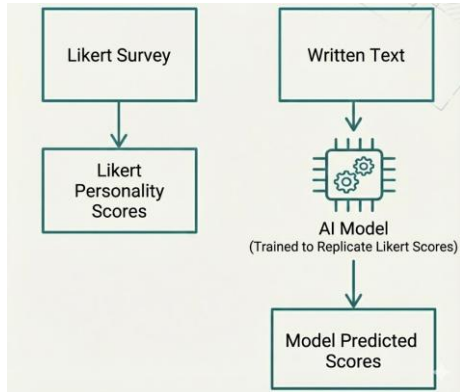 Likert Survey
Likert
Personality
Scores
Written Text
AI Model
(Trained to Replicate Likert Scores)
Model Predicted
Scores